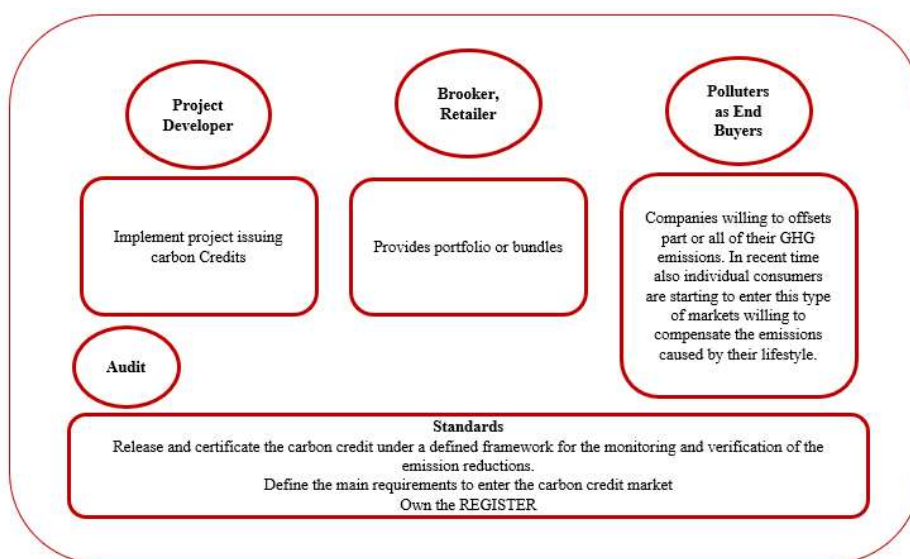 Project
Developer
Brooker,
Retailer
Polluters
as End
Buyers
Implement project issuing
carbon Credits
Provides portfolio or bundles
Companies willing to offsets
part or all of their GHG
emissions. In recent time
also individual consumers
are starting to enter this type
of markets willing to
compensate the emissions
caused by their lifestyle.
Audit
Standards
Release and certificate the carbon credit under a defined framework for the monitoring and verification of the
emission reductions.
Define the main requirements to enter the carbon credit market
Own the REGISTER